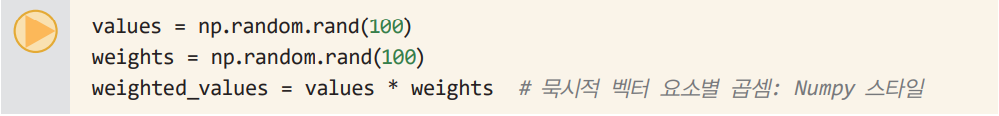 values = np.random.rand(100)
weights = np.random.rand(100)
weighted_values = values * weights  # 묵시적 벡터 요소별 곱셈: Numpy 스타일